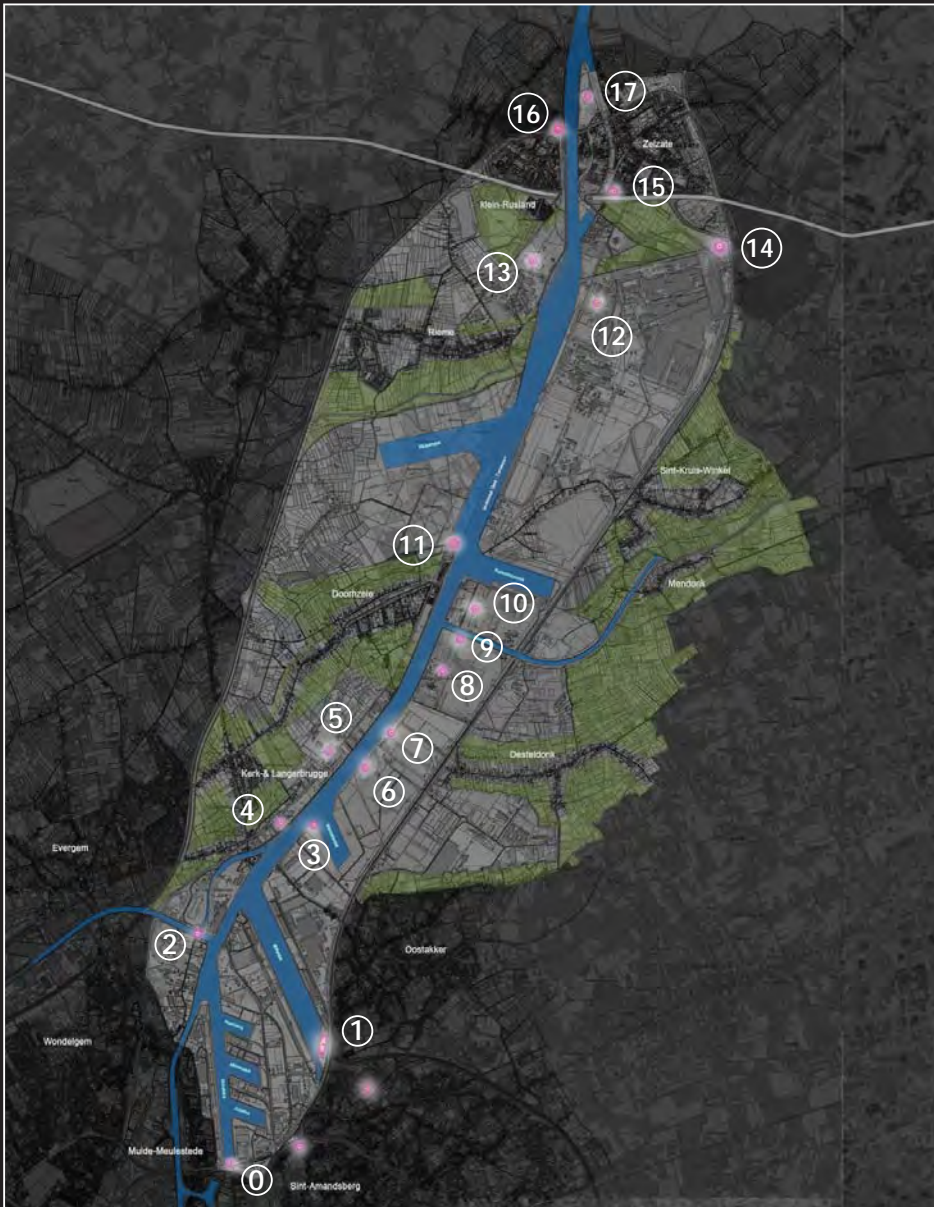 17
16
Zelzate
15
Klein-Rusland
14
13
12
Rieme
Sint-Kruis-Winkel
11
Mendonk
Doornzele
10
9
8
5
7
Desteldonk
Kerk-& Langerbrugge
6
4
3
Evergem
2
Oostakker
1
Wondelgem
Muide-Meulestede
0
Sint-Amandsberg